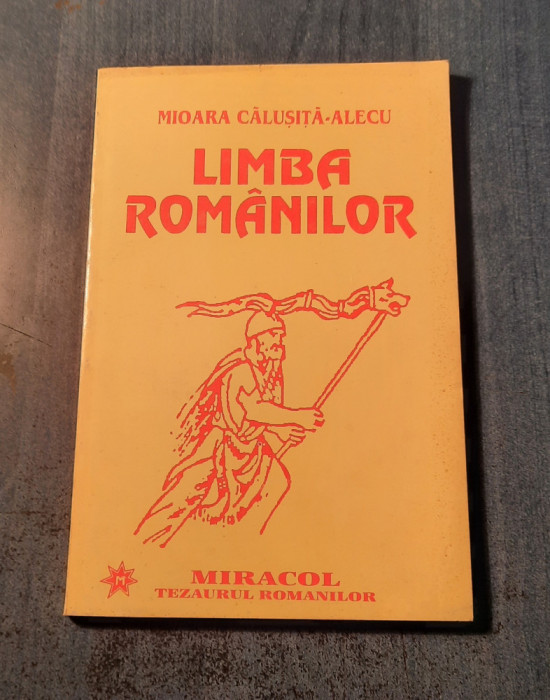 MIOARA CĂLUȘIȚĂ-ALECU
LIMBA
ROMÂNILOR
M
MIRACOL
TEZAURUL ROMANILOR